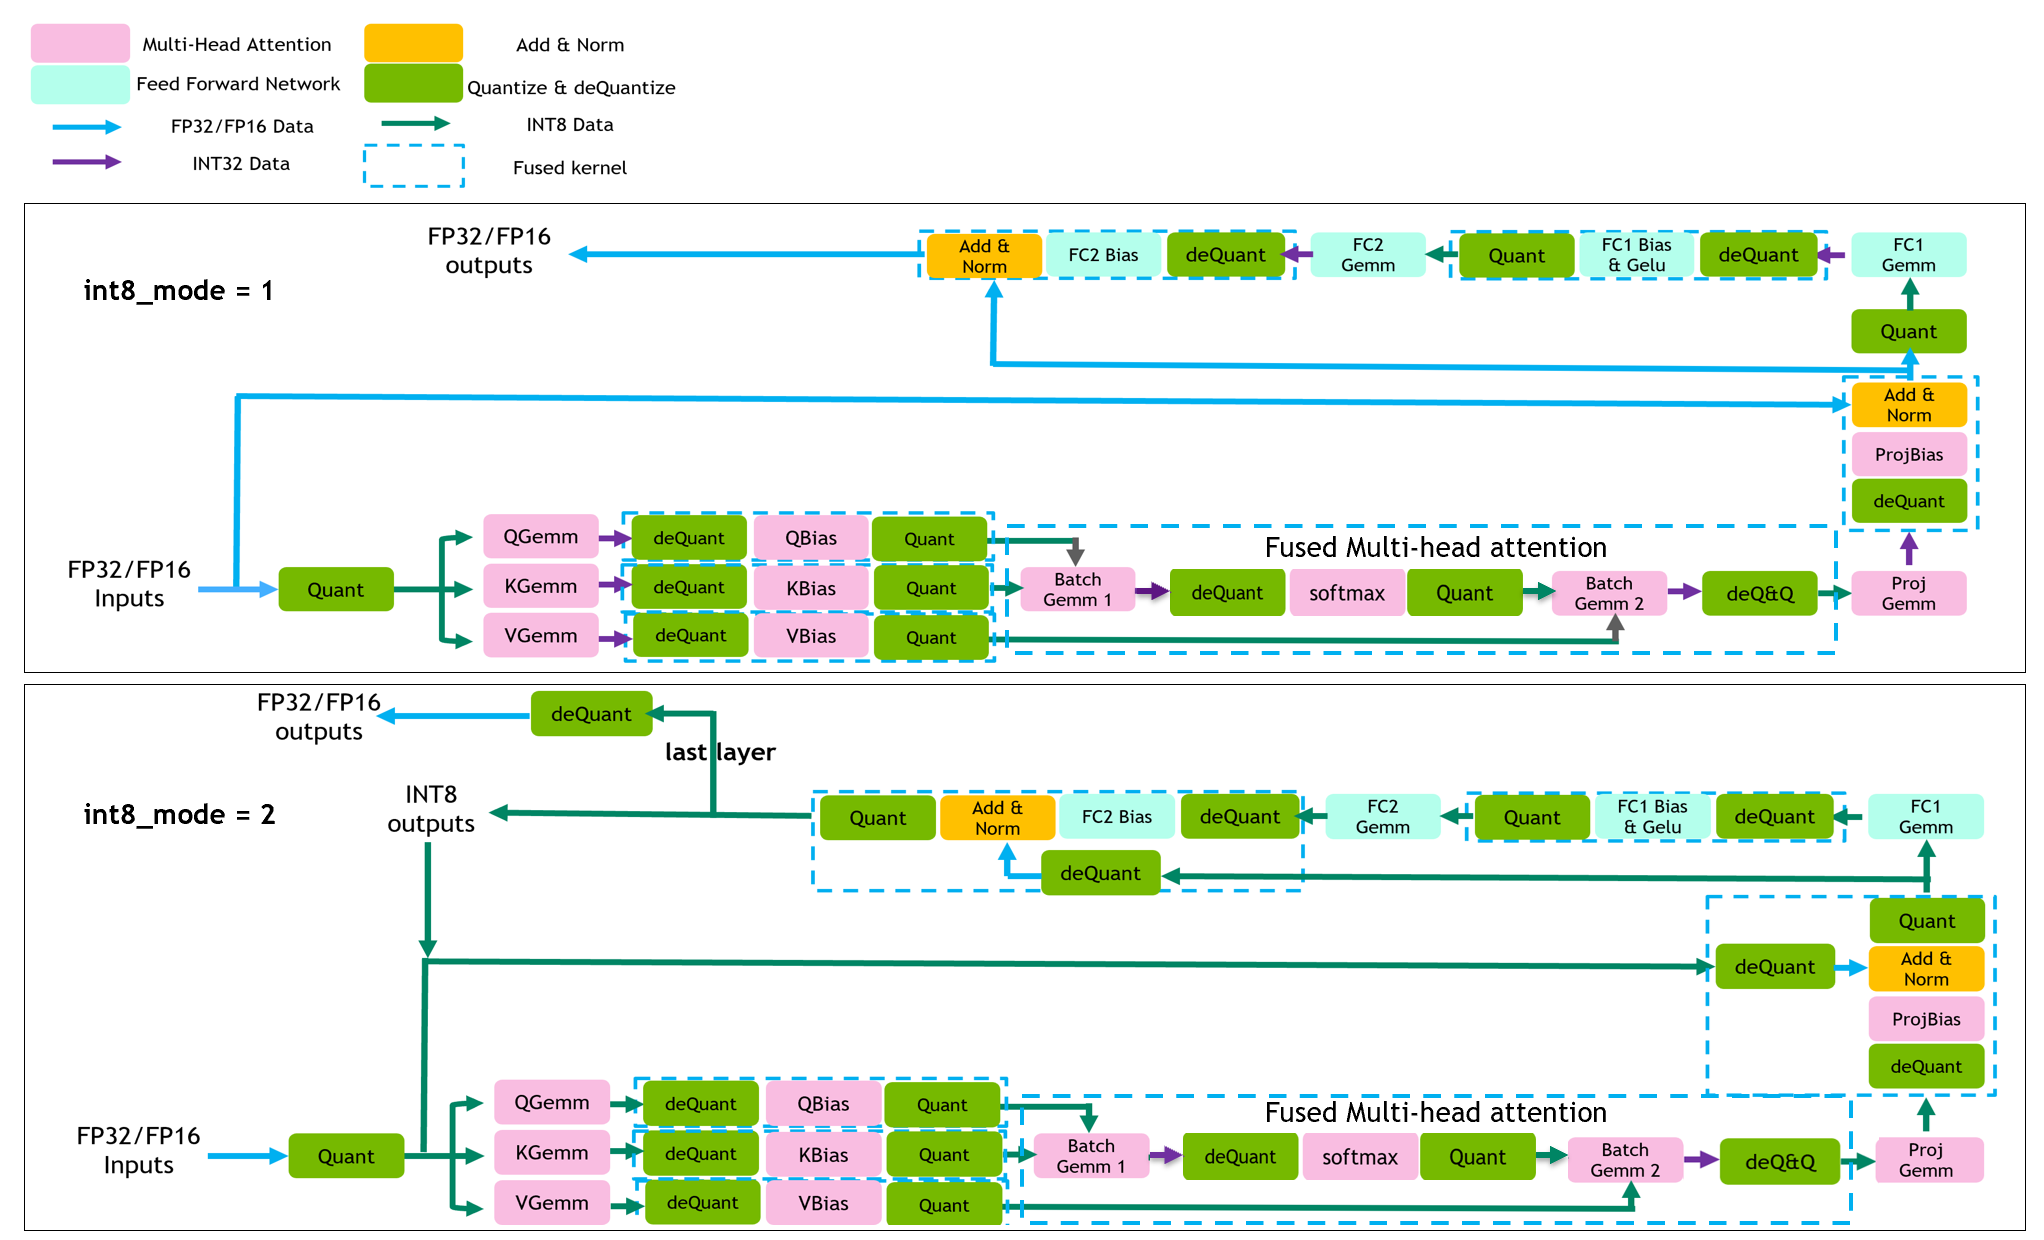 Multi-Head Attention
Add & Norm
Feed Forward Network
Quantize & deQuantize
FP32/FP16 Data
INT8 Data
INT32 Data
Fused kernel
int8_mode = 1
FP32/FP16
outputs
Add &
Norm
FC2 Bias
deQuant
FC2
Gemm
Quant
FC1 Bias
& Gelu
deQuant
FC1
Gemm
Quant
Add &
Norm
ProjBias
deQuant
FP32/FP16
Inputs
Quant
QGemm
deQuant
QBias
Quant
KGemm
deQuant
KBias
Quant
VGemm
deQuant
VBias
Quant
Fused Multi-head attention
Batch
Gemm 1
deQuant
softmax
Quant
Batch
Gemm 2
deQ&Q
Proj
Gemm
FP32/FP16
outputs
deQuant
last layer
int8_mode = 2
INT8
outputs
Quant
Add &
Norm
FC2 Bias
deQuant
FC2
Gemm
Quant
FC1 Bias
& Gelu
deQuant
FC1
Gemm
deQuant
Quant
deQuant
Add &
Norm
ProjBias
deQuant
FP32/FP16
Inputs
Quant
QGemm
deQuant
QBias
Quant
KGemm
deQuant
KBias
Quant
VGemm
deQuant
VBias
Quant
Fused Multi-head attention
Batch
Gemm 1
deQuant
softmax
Quant
Batch
Gemm 2
deQ&Q
Proj
Gemm